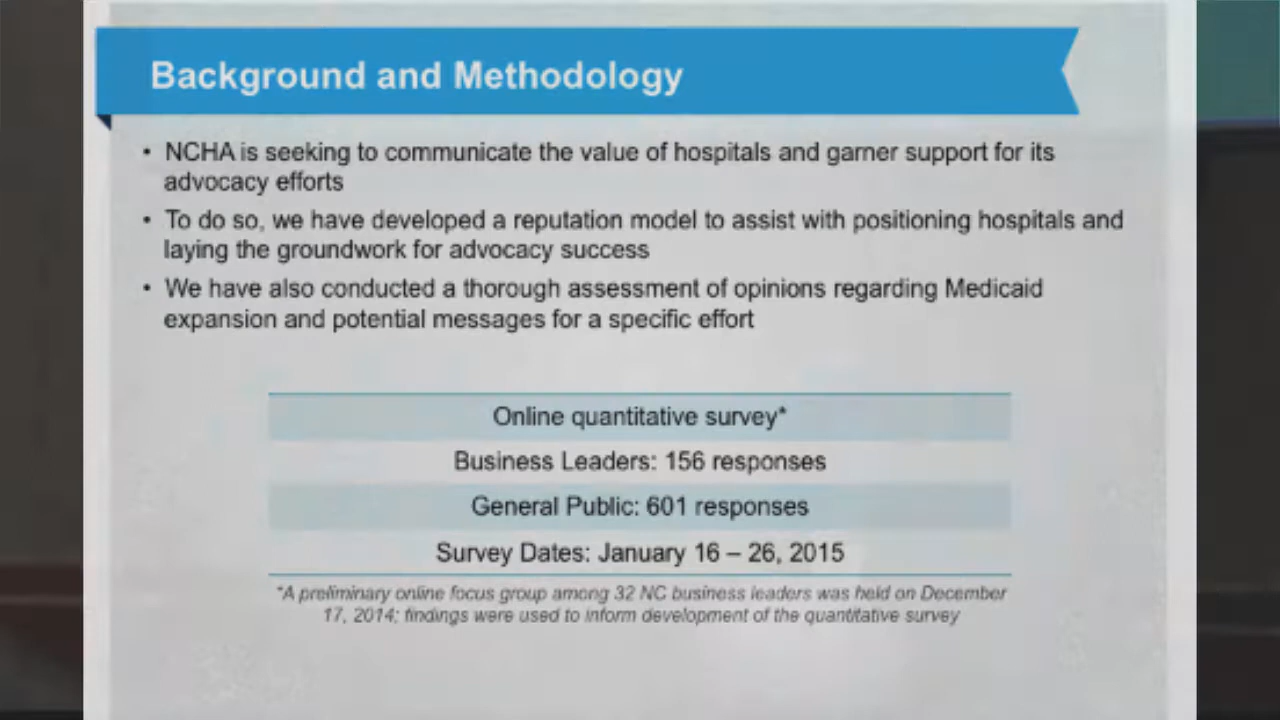 Background and Methodology
• NCHA is seeking to communicate the value of hospitals and garner support for its
advocacy efforts
• To do so, we have developed a reputation model to assist with positioning hospitals and
laying the groundwork for advocacy success
• We have also conducted a thorough assessment of opinions regarding Medicaid
expansion and potential messages for a specific effort
Online quantitative survey*
Business Leaders: 156 responses
General Public: 601 responses
Survey Dates: January 16 – 26, 2015
*A preliminary online focus group among 32 NC business leaders was held on December
17, 2014; findings were used to inform development of the quantitative survey